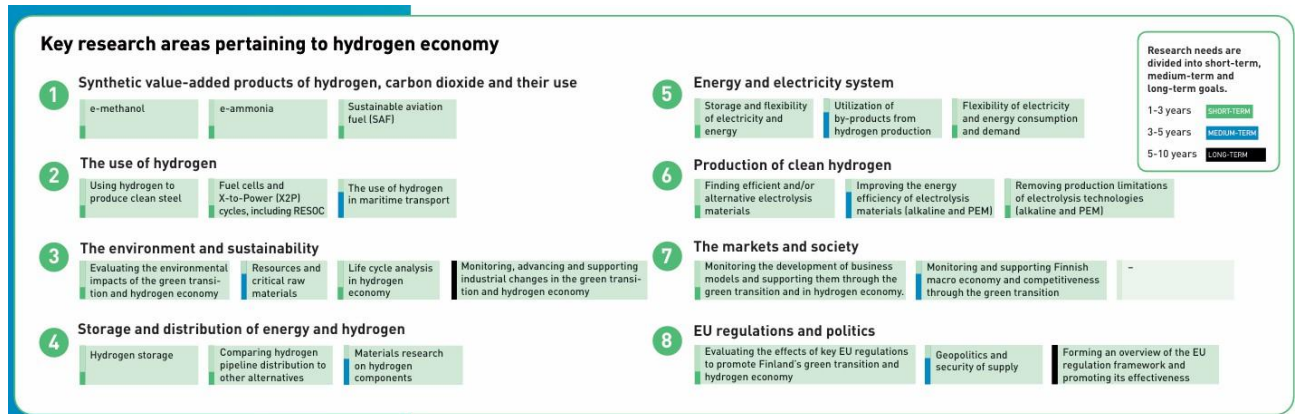 Key research areas pertaining to hydrogen economy
Research needs are
divided into short-term,
medium-term and
long-term goals.
1-3 years SHORT-TERM
3-5 years MEDIUM-TERM
5-10 years LONG-TERM
1
Synthetic value-added products of hydrogen, carbon dioxide and their use
e-methanol
e-ammonia
Sustainable aviation
fuel (SAF)
2
The use of hydrogen
Using hydrogen to
produce clean steel
Fuel cells and
X-to-Power (X2P)
cycles, including RESOC
The use of hydrogen
in maritime transport
3
The environment and sustainability
Evaluating the environmental
impacts of the green transi-
tion and hydrogen economy
Resources and
critical raw
materials
Life cycle analysis
in hydrogen
economy
Monitoring, advancing and supporting
industrial changes in the green transi-
tion and hydrogen economy
4
Storage and distribution of energy and hydrogen
Hydrogen storage
Comparing hydrogen
pipeline distribution to
other alternatives
Materials research
on hydrogen
components
5
Energy and electricity system
Storage and flexibility
of electricity and
energy
Utilization of
by-products from
hydrogen production
Flexibility of electricity
and energy consumption
and demand
6
Production of clean hydrogen
Finding efficient and/or
alternative electrolysis
materials
Improving the energy
efficiency of electrolysis
materials (alkaline and PEM)
Removing production limitations
of electrolysis technologies
(alkaline and PEM)
7
The markets and society
Monitoring the development of business
models and supporting them through the
green transition and in hydrogen economy.
Monitoring and supporting Finnish
macro economy and competitiveness
through the green transition
–
8
EU regulations and politics
Evaluating the effects of key EU regulations
to promote Finland's green transition and
hydrogen economy
Geopolitics and
security of supply
Forming an overview of the EU
regulation framework and
promoting its effectiveness